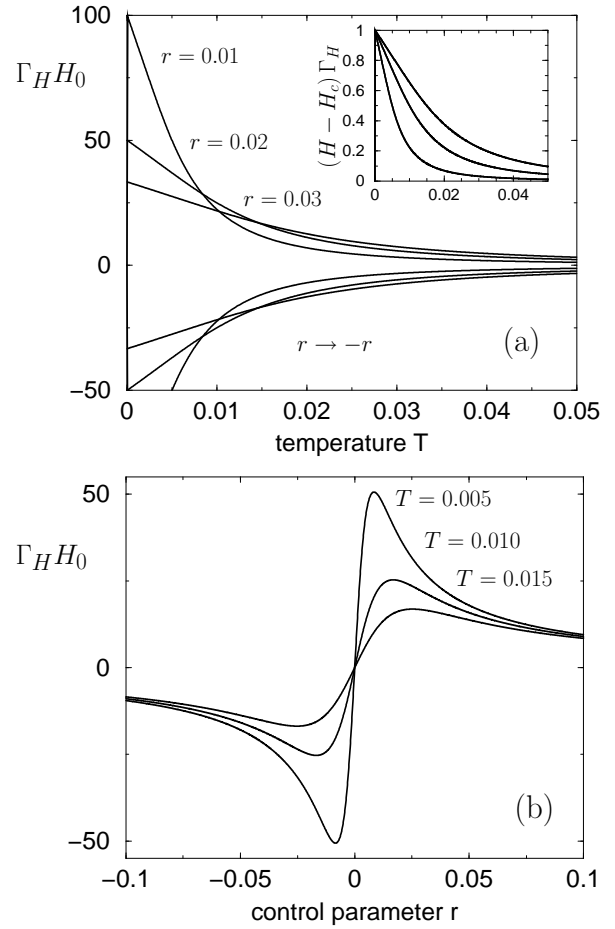 100
50
0
−50
Γ_H H_0
r = 0.01
r = 0.02
r = 0.03
r → −r
(a)
1
0.8
0.6
0.4
0.2
0
(H − H_c) Γ_H
0 0.02 0.04
0 0.01 0.02 0.03 0.04 0.05
temperature T
50
0
−50
Γ_H H_0
T = 0.005
T = 0.010
T = 0.015
(b)
−0.1 −0.05 0 0.05 0.1
control parameter r